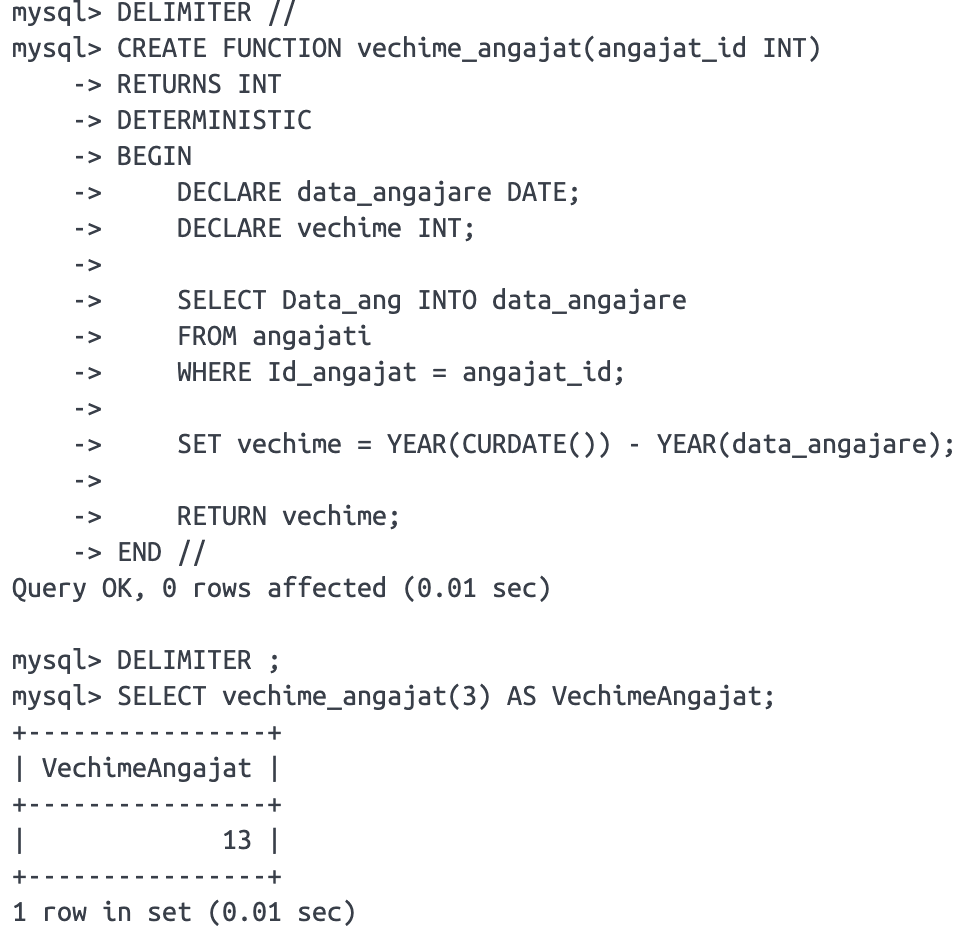 mysql> DELIMITER //
mysql> CREATE FUNCTION vechime_angajat(angajat_id INT)
    -> RETURNS INT
    -> DETERMINISTIC
    -> BEGIN
    ->     DECLARE data_angajare DATE;
    ->     DECLARE vechime INT;
    ->
    ->     SELECT Data_ang INTO data_angajare
    ->     FROM angajati
    ->     WHERE Id_angajat = angajat_id;
    ->
    ->     SET vechime = YEAR(CURDATE()) - YEAR(data_angajare);
    ->
    ->     RETURN vechime;
    -> END //
Query OK, 0 rows affected (0.01 sec)

mysql> DELIMITER ;
mysql> SELECT vechime_angajat(3) AS VechimeAngajat;
+----------------+
| VechimeAngajat |
+----------------+
|             13 |
+----------------+
1 row in set (0.01 sec)